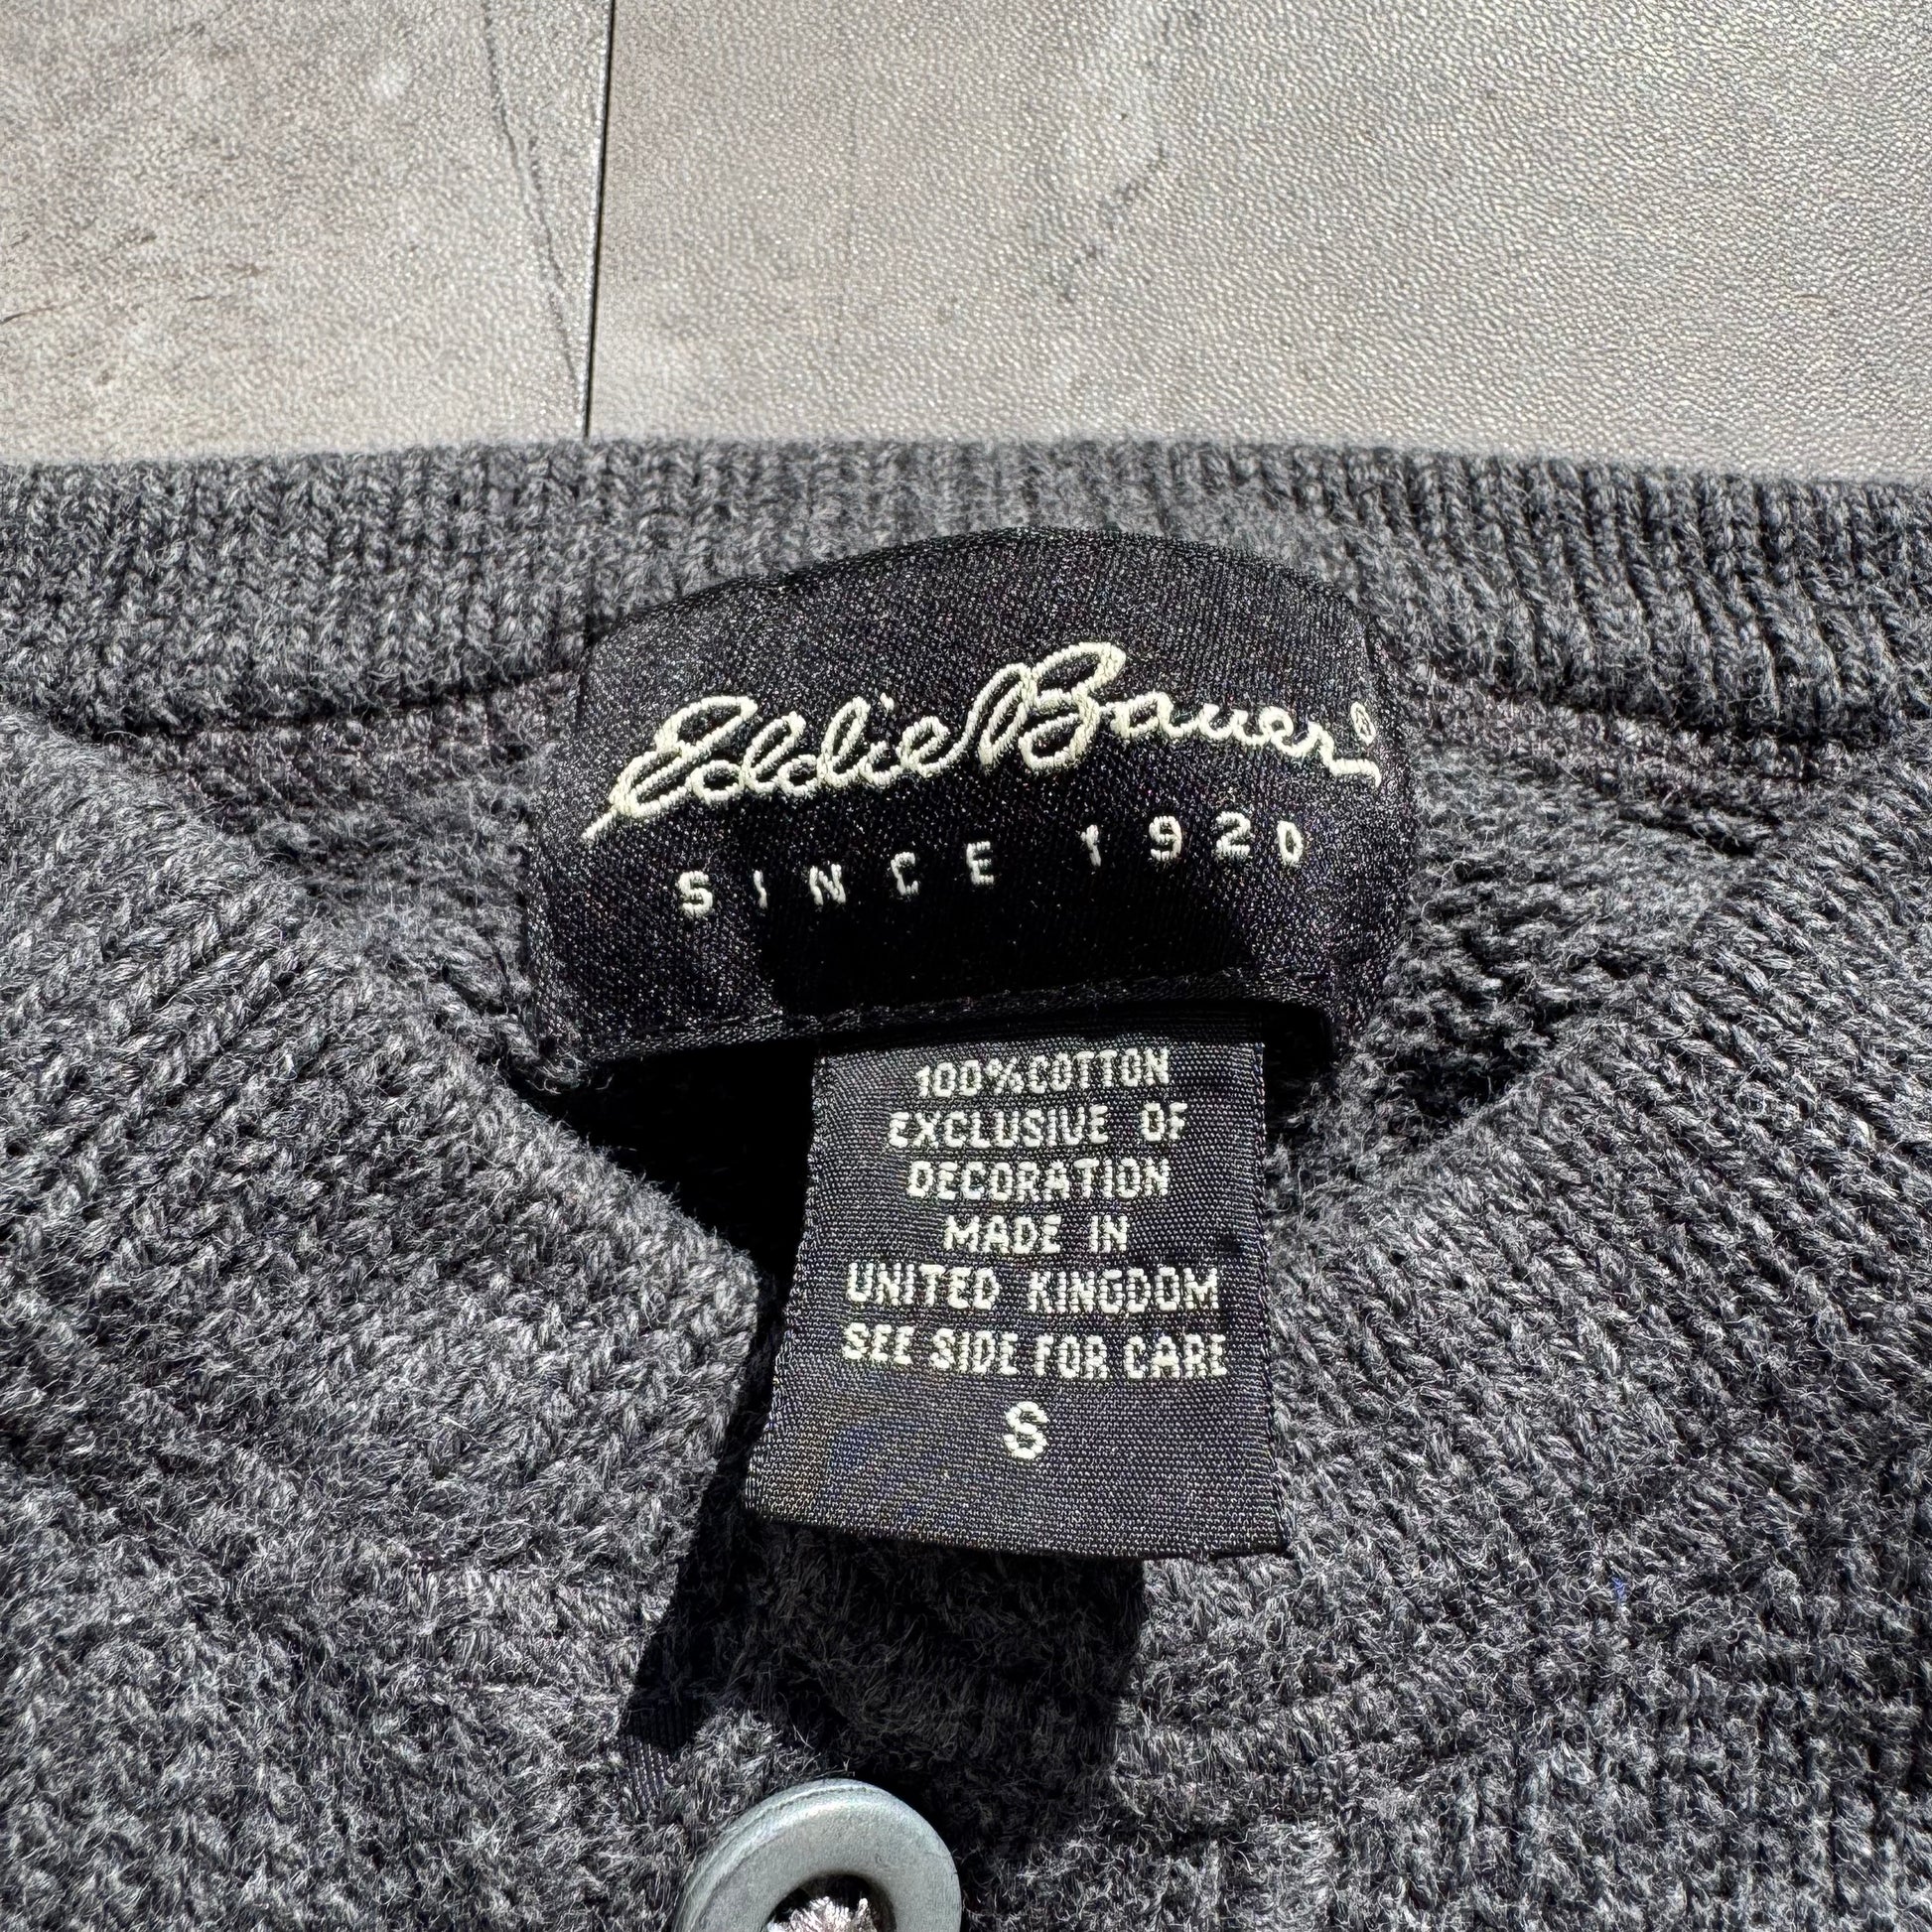 Eddie Bauer®
SINCE 1920
100% COTTON
EXCLUSIVE OF
DECORATION
MADE IN
UNITED KINGDOM
SEE SIDE FOR CARE
S